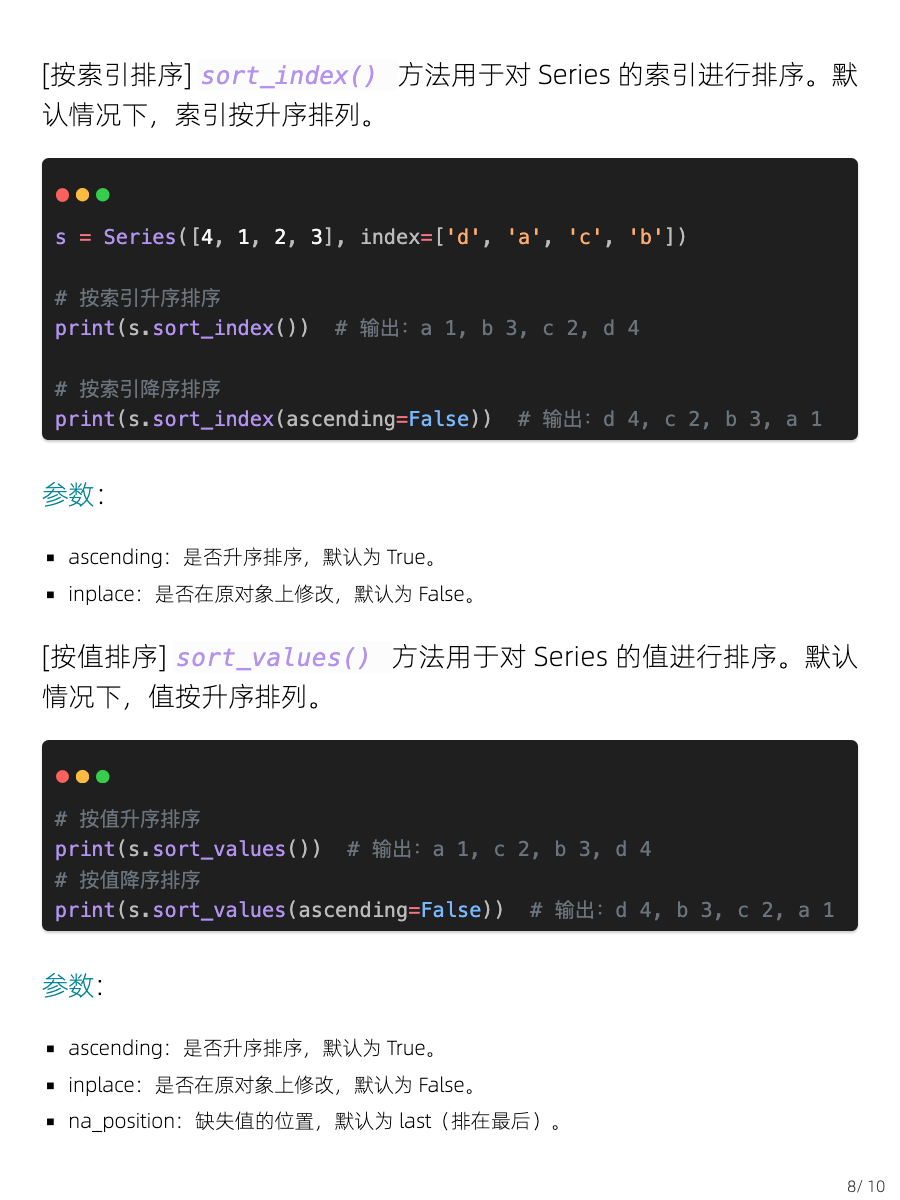 [按索引排序] sort_index() 方法用于对 Series 的索引进行排序。默
认情况下，索引按升序排列。
s = Series([4, 1, 2, 3], index=['d', 'a', 'c', 'b'])
# 按索引升序排序
print(s.sort_index())  # 输出：a 1, b 3, c 2, d 4
# 按索引降序排序
print(s.sort_index(ascending=False))  # 输出：d 4, c 2, b 3, a 1
参数：
▪ ascending：是否升序排序，默认为 True。
▪ inplace：是否在原对象上修改，默认为 False。
[按值排序] sort_values() 方法用于对 Series 的值进行排序。默认
情况下，值按升序排列。
# 按值升序排序
print(s.sort_values())  # 输出：a 1, c 2, b 3, d 4
# 按值降序排序
print(s.sort_values(ascending=False))  # 输出：d 4, b 3, c 2, a 1
参数：
▪ ascending：是否升序排序，默认为 True。
▪ inplace：是否在原对象上修改，默认为 False。
▪ na_position：缺失值的位置，默认为 last（排在最后）。
8/ 10